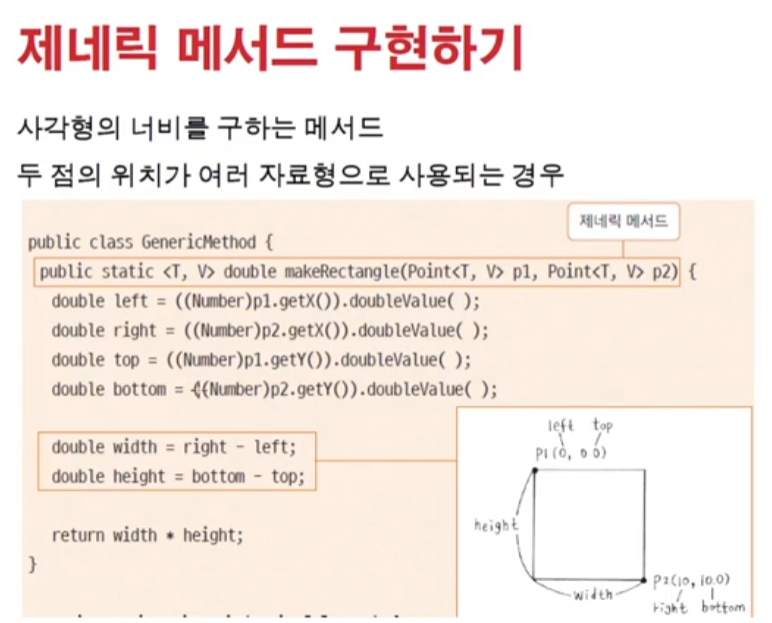 제네릭 메서드 구현하기
사각형의 너비를 구하는 메서드
두 점의 위치가 여러 자료형으로 사용되는 경우
제네릭 메서드
public class GenericMethod {
public static <T, V> double makeRectangle(Point<T, V> p1, Point<T, V> p2) {
double left = ((Number)p1.getX()).doubleValue( );
double right = ((Number)p2.getX()).doubleValue( );
double top = ((Number)p1.getY()).doubleValue( );
double bottom = ((Number)p2.getY()).doubleValue( );
double width = right - left;
double height = bottom - top;
return width * height;
}
left top
P1(0, 0.0)
height
width
P2(10, 10.0)
right bottom